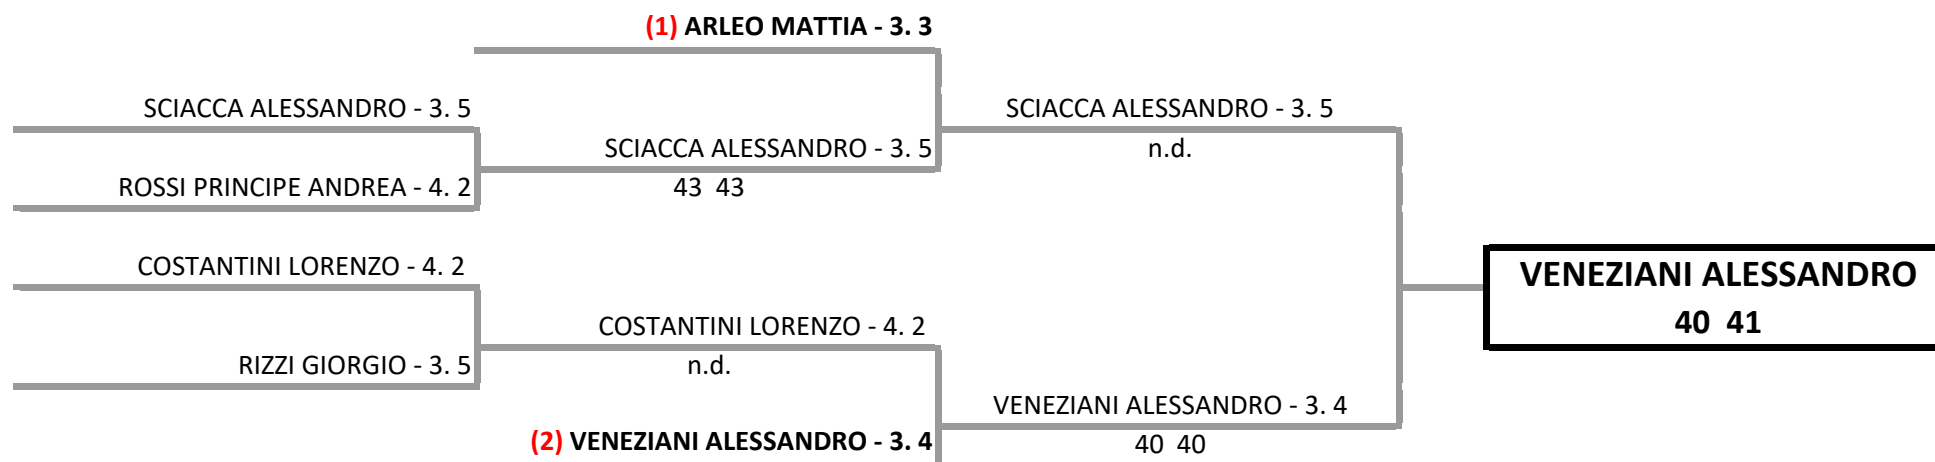 (1) ARLEO MATTIA - 3. 3
SCIACCA ALESSANDRO - 3. 5
SCIACCA ALESSANDRO - 3. 5
SCIACCA ALESSANDRO - 3. 5
n.d.
ROSSI PRINCIPE ANDREA - 4. 2
43 43
COSTANTINI LORENZO - 4. 2
VENEZIANI ALESSANDRO
40 41
COSTANTINI LORENZO - 4. 2
RIZZI GIORGIO - 3. 5
n.d.
VENEZIANI ALESSANDRO - 3. 4
(2) VENEZIANI ALESSANDRO - 3. 4
40 40